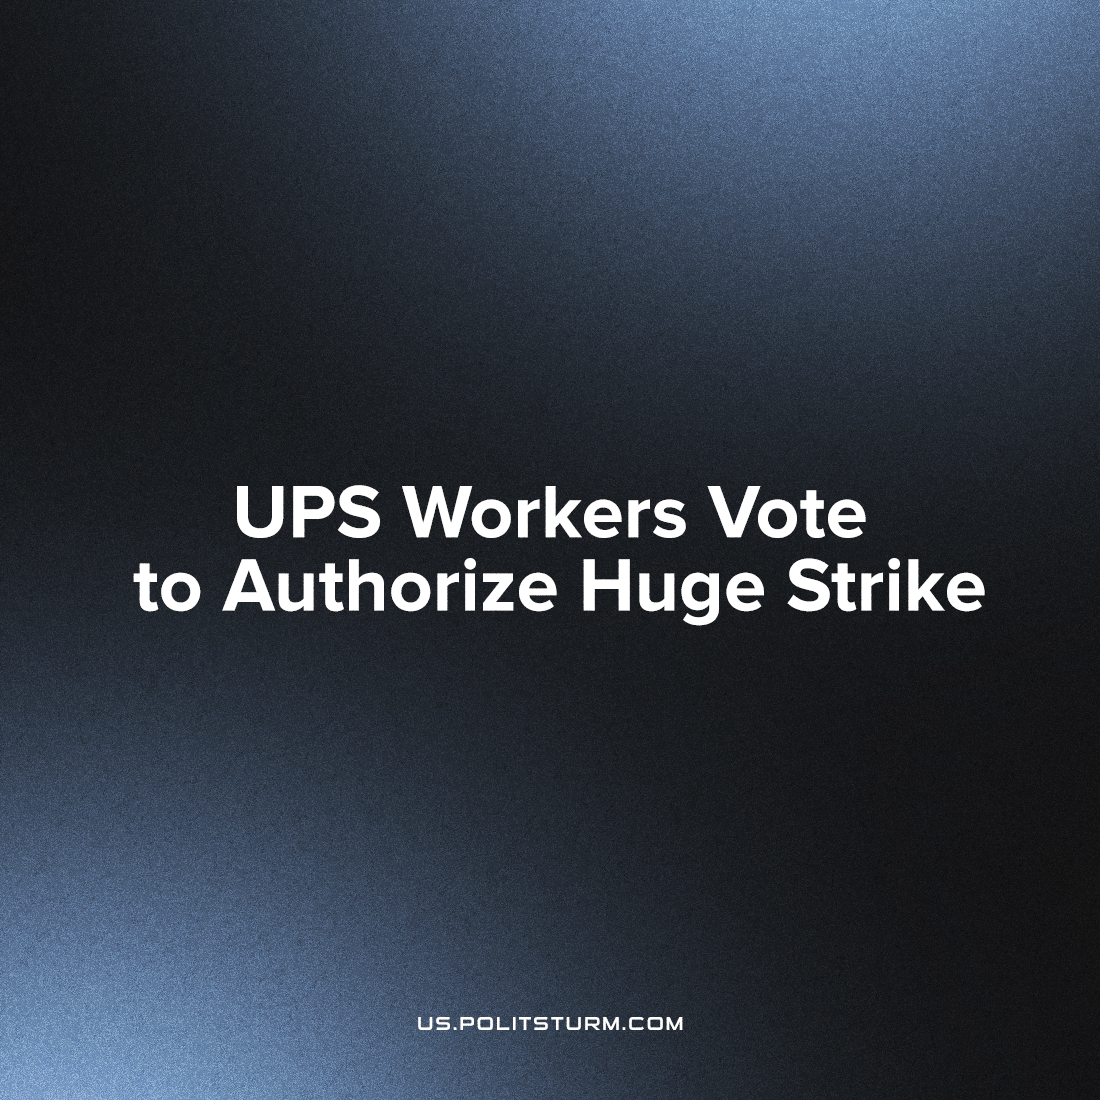 UPS Workers Vote
to Authorize Huge Strike
US.POLITSTURM.COM